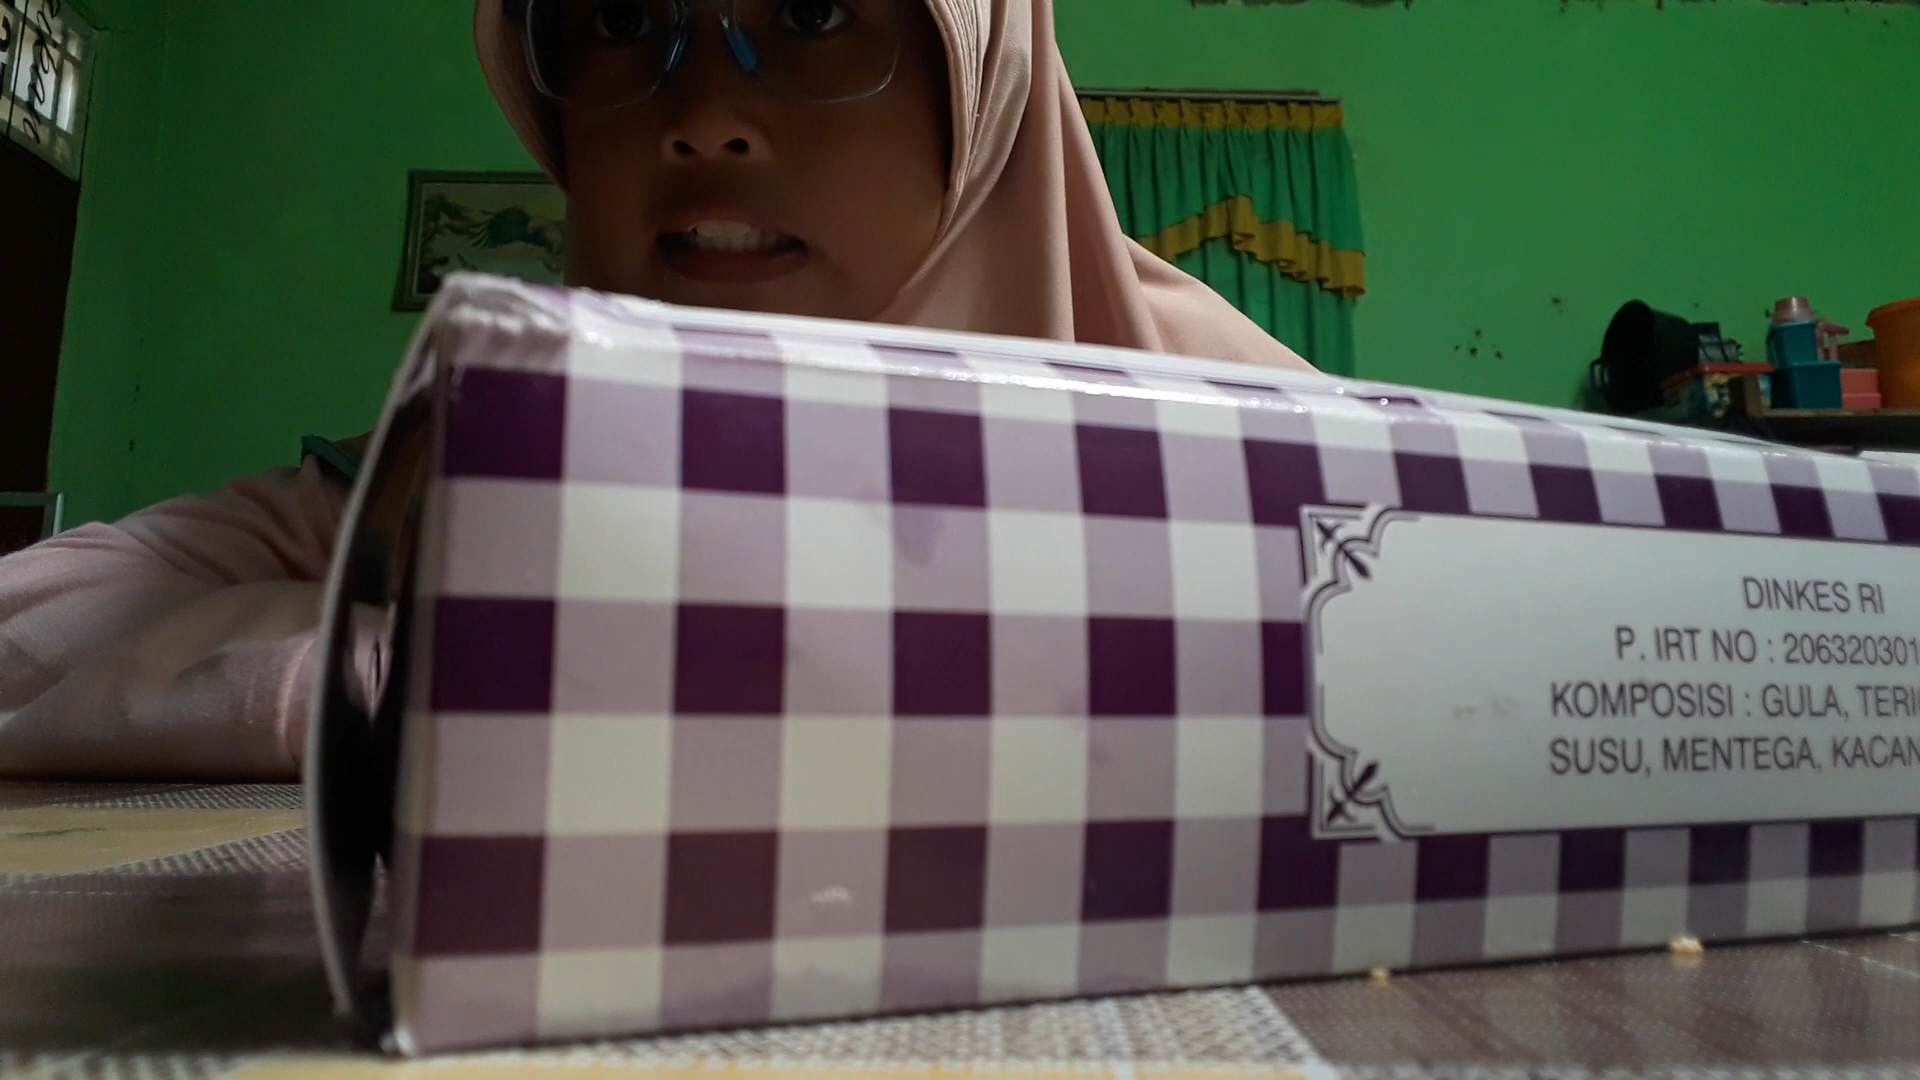 DINKES RI
P. IRT NO : 206320301
KOMPOSISI : GULA,
SUSU, MENTEGA,